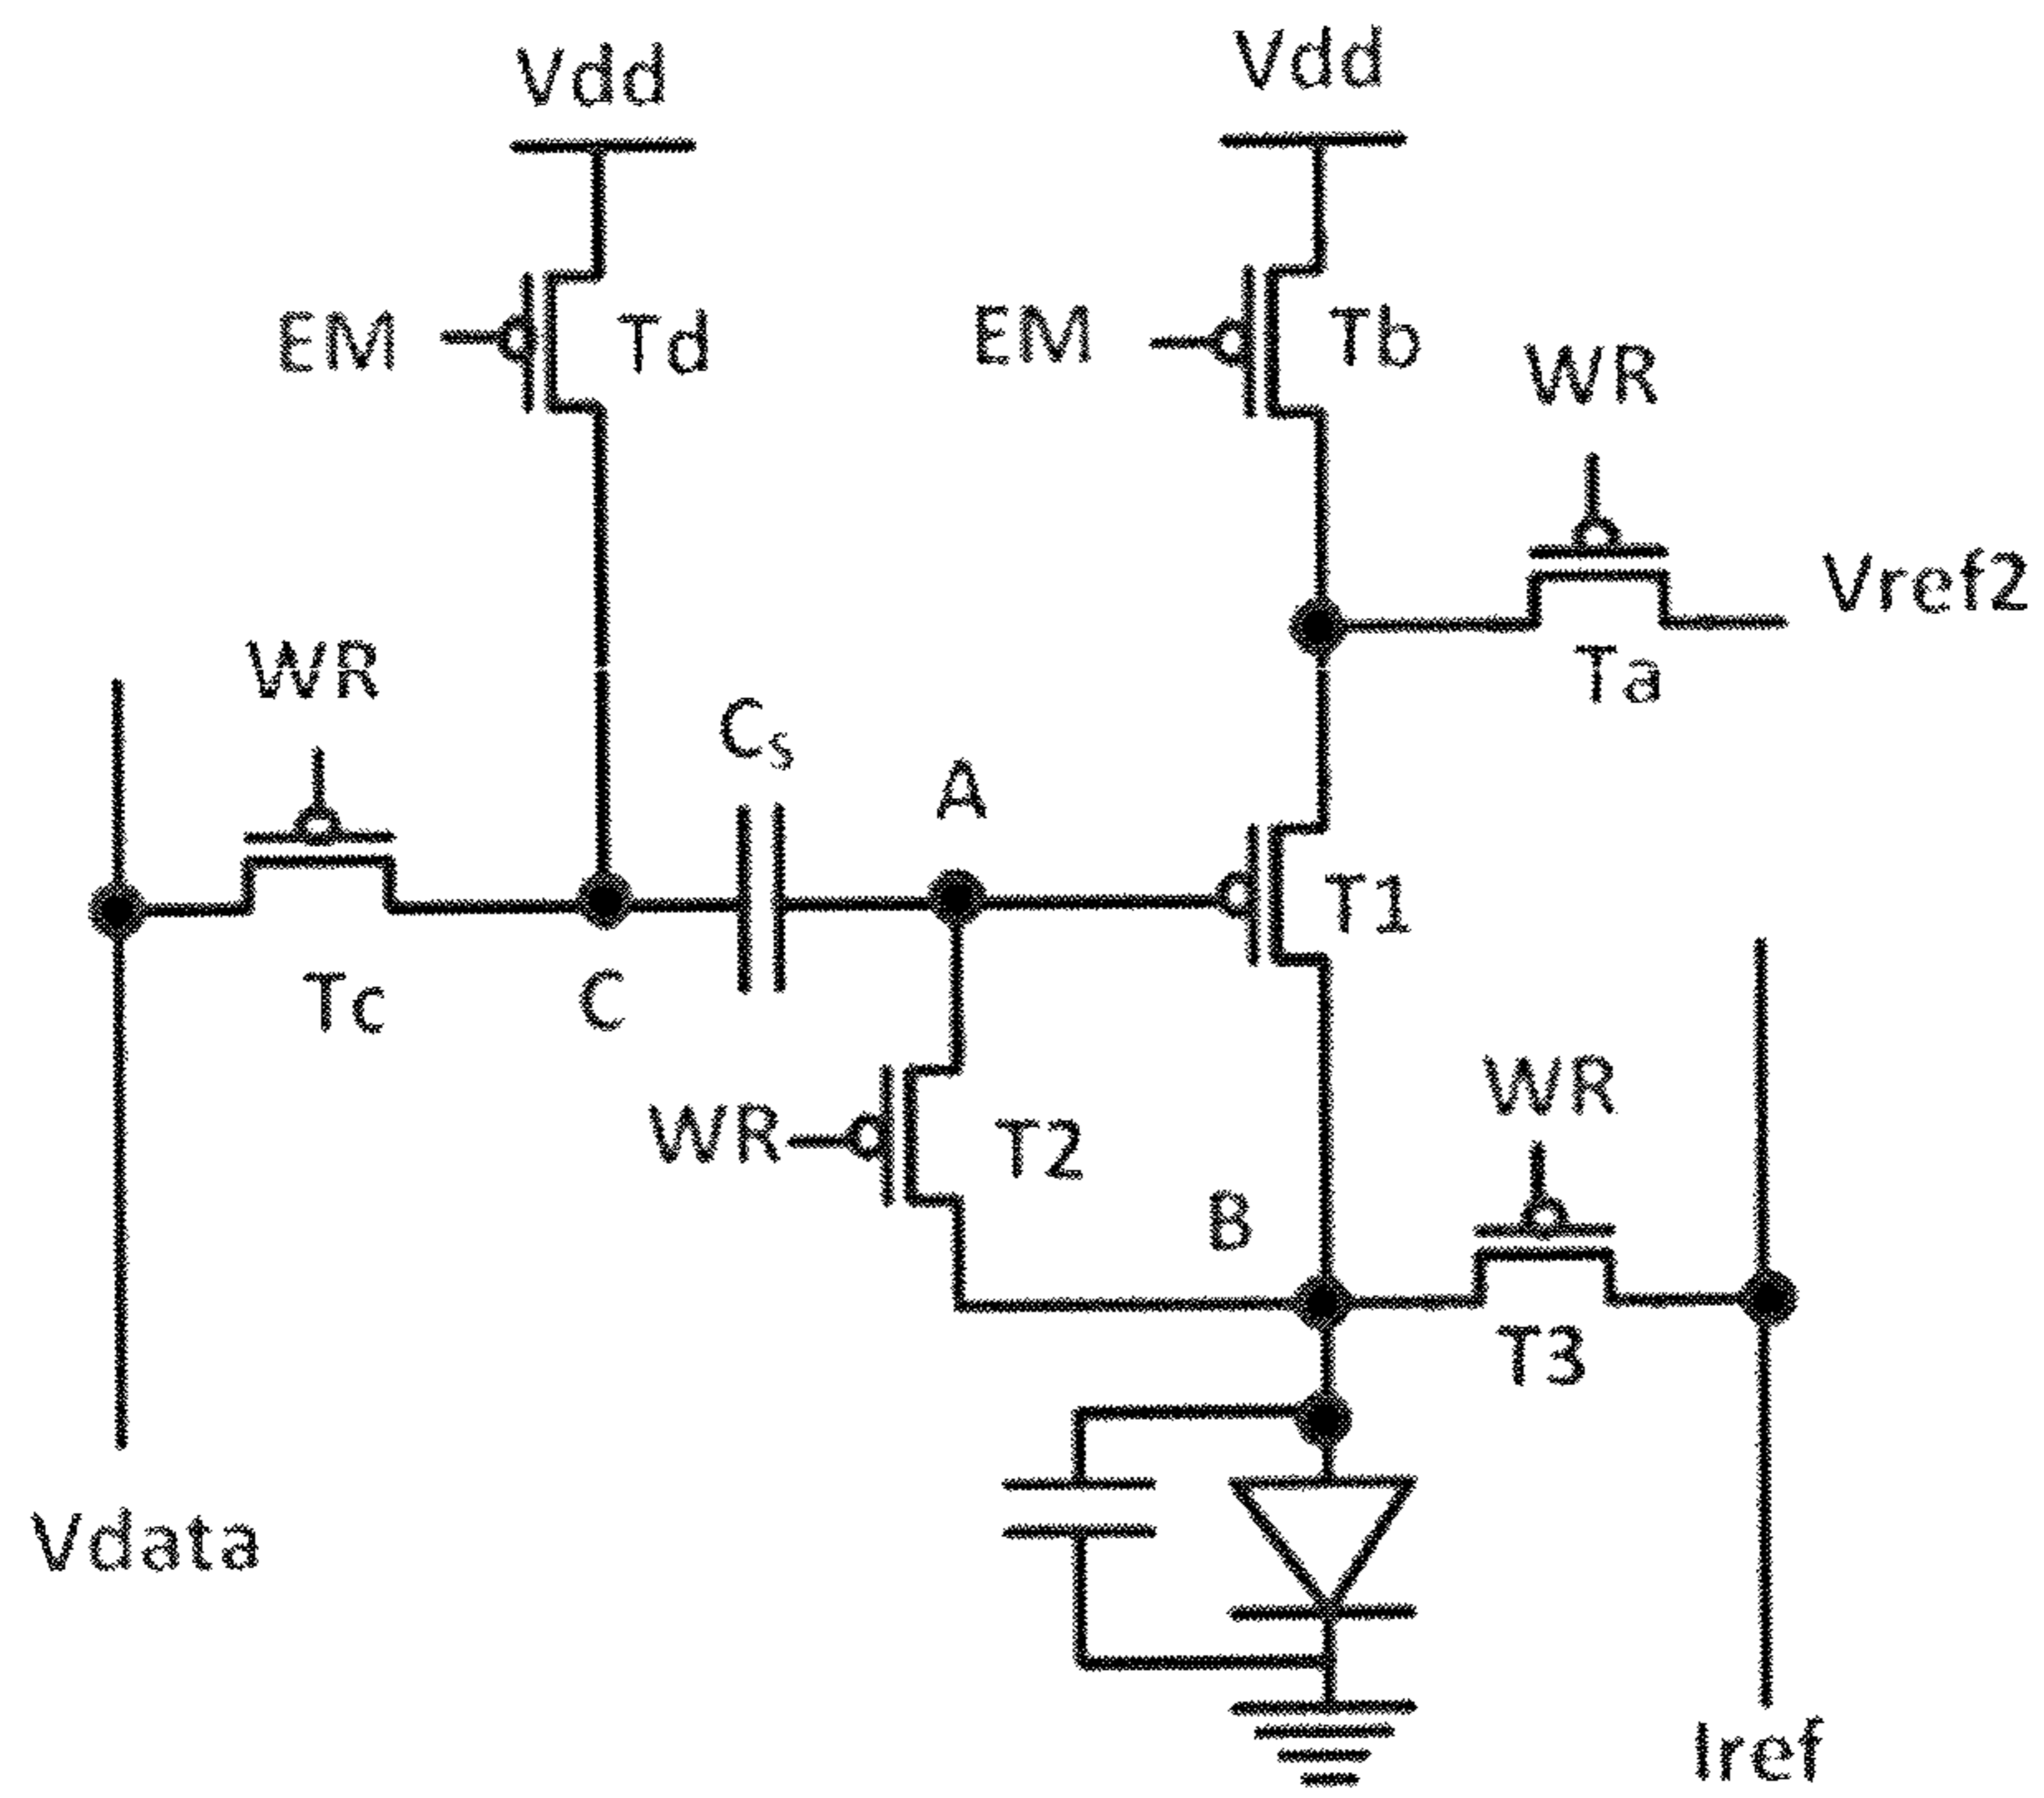 Vdd
Vdd
EM
Td
EM
Tb
WR
Vref2
Ta
WR
Cs
A
T1
Tc
C
WR
T2
WR
B
T3
Vdata
Iref